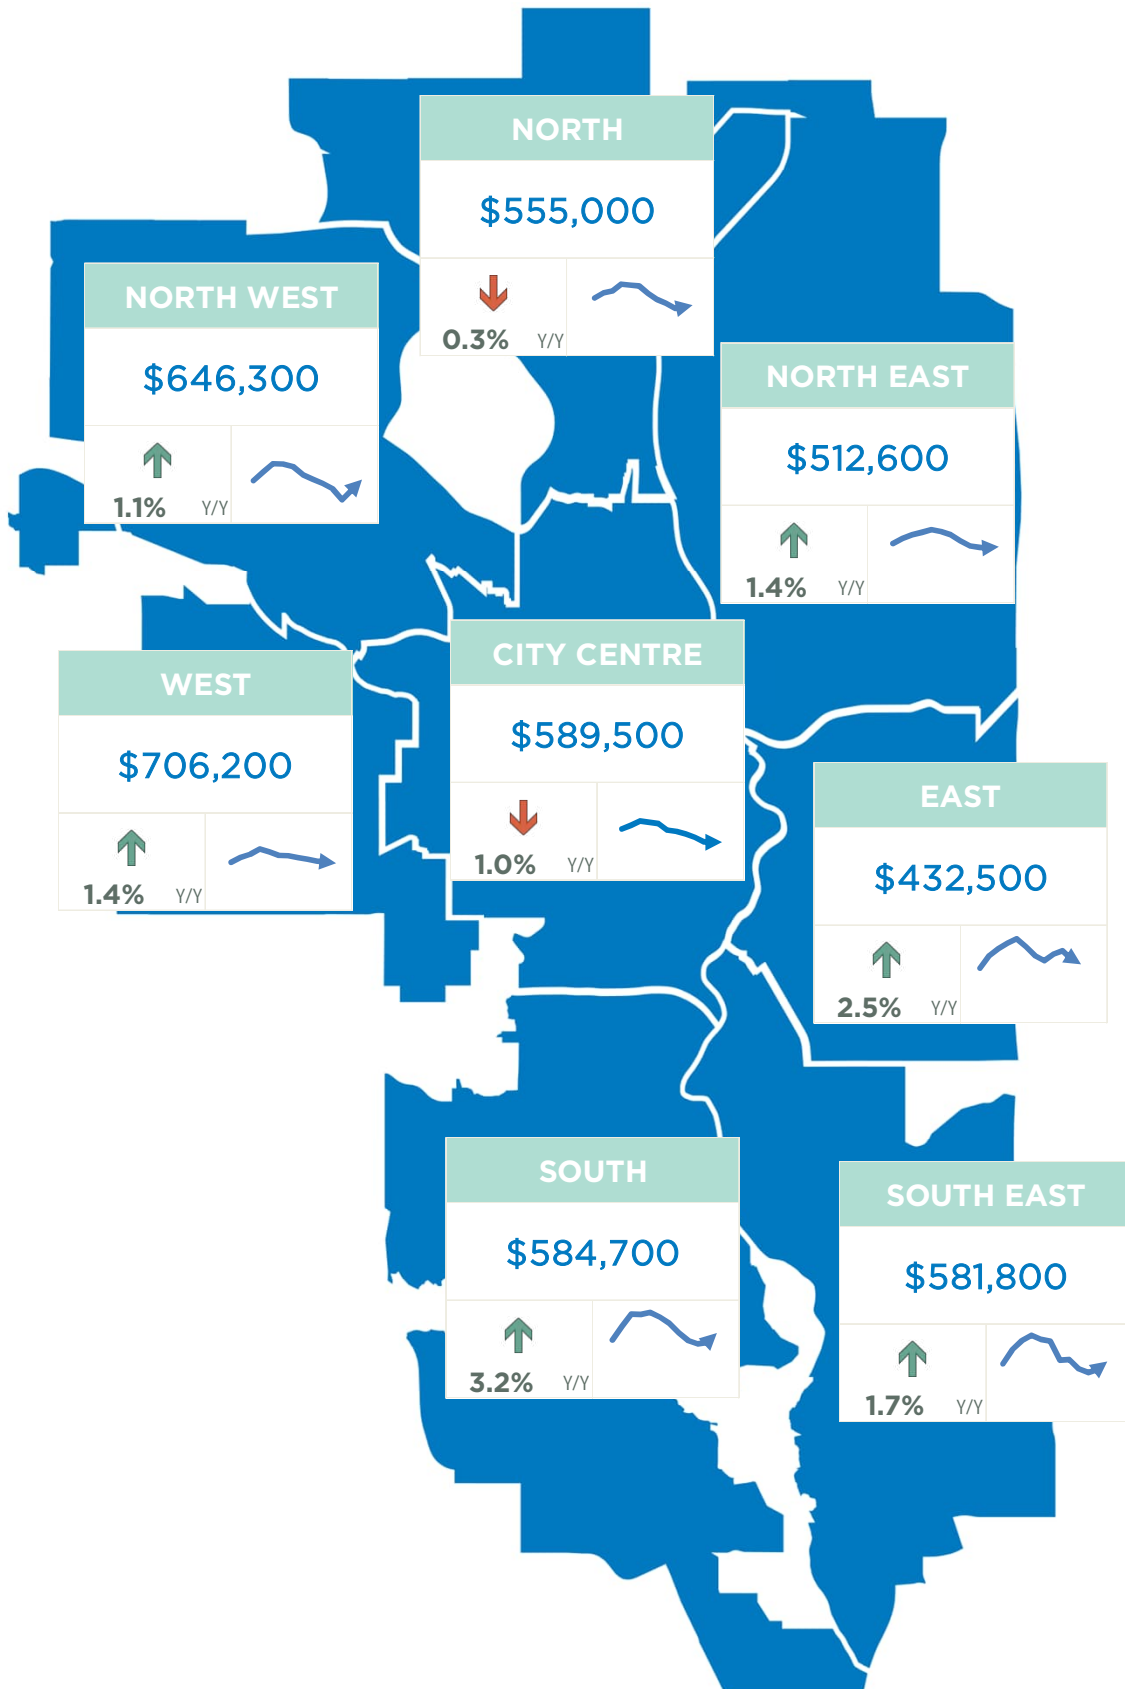 NORTH
$555,000
0.3% Y/Y
NORTH WEST
$646,300
1.1% Y/Y
NORTH EAST
$512,600
1.4% Y/Y
CITY CENTRE
$589,500
1.0% Y/Y
WEST
$706,200
1.4% Y/Y
EAST
$432,500
2.5% Y/Y
SOUTH
$584,700
3.2% Y/Y
SOUTH EAST
$581,800
1.7% Y/Y